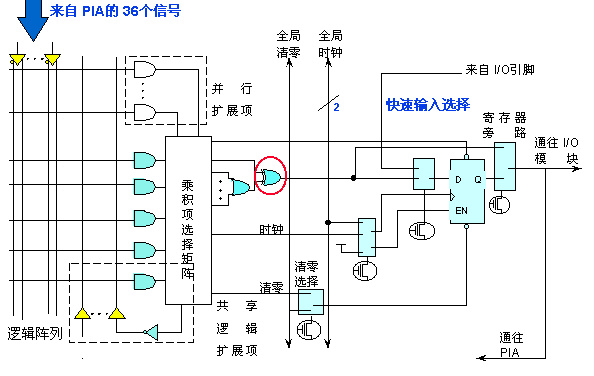 来自 PIA的 36个信号
全局
清零
全局
时钟
来自 I/O引脚
并 行
扩展项
2
快速输入选择
寄存器
旁 路
通往 I/O
模 块
乘积项选择矩阵
D Q
EN
时钟
清零
清零
选择
共 享
逻 辑
扩展项
逻辑阵列
通往
PIA